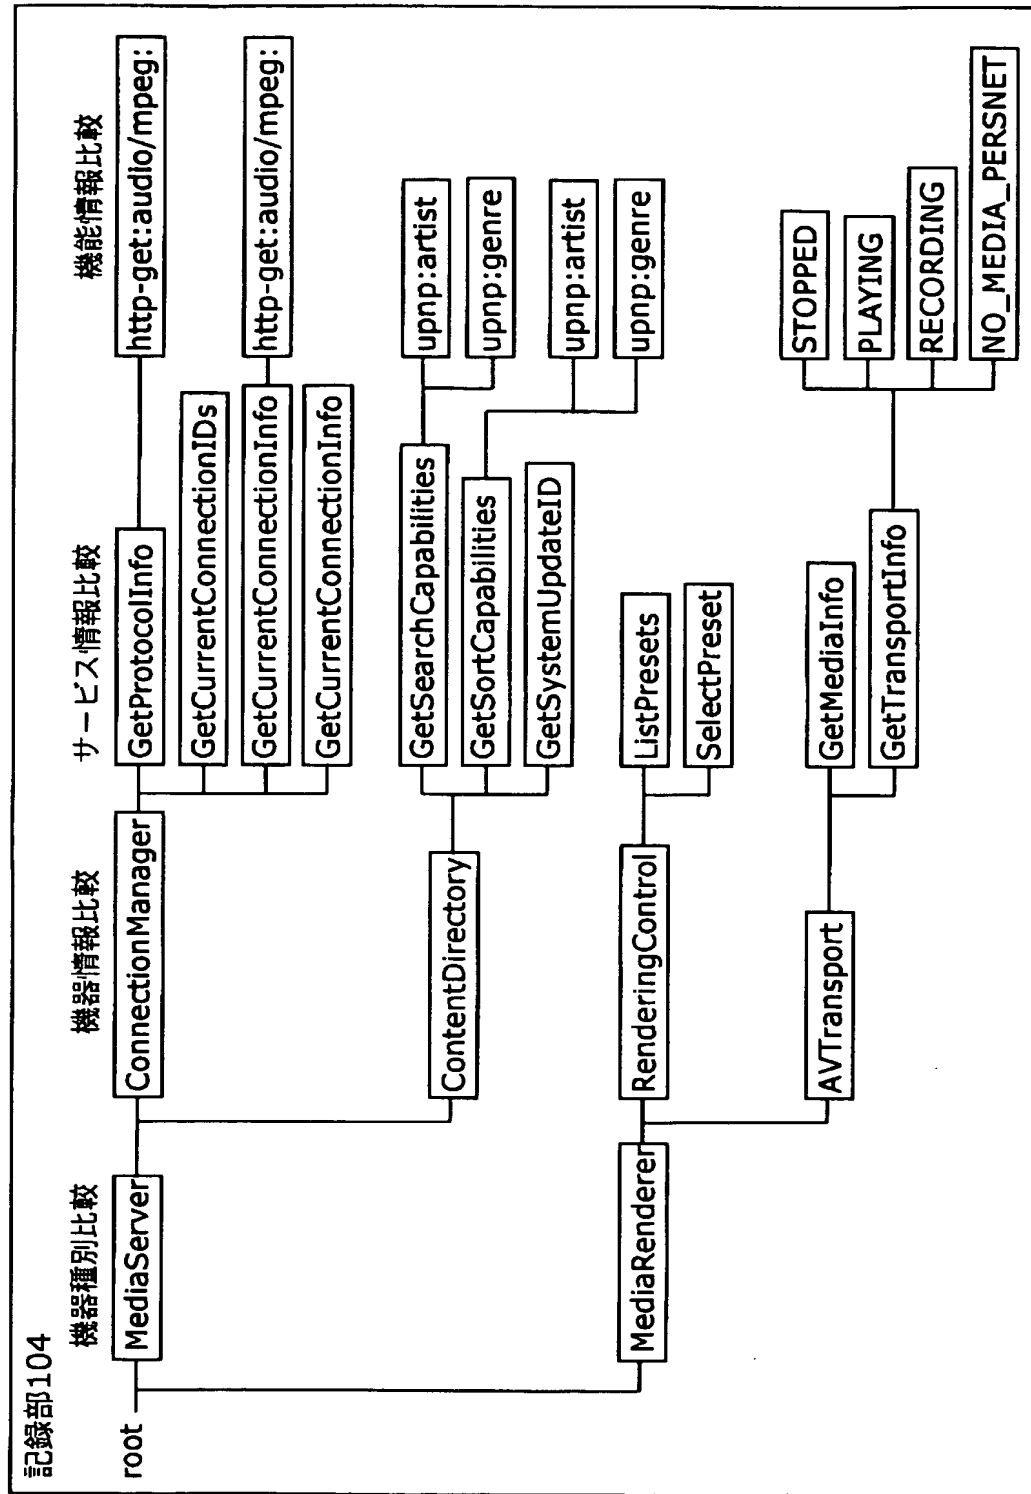 記録部104
機器種別比較
機器情報比較
サービス情報比較
機能情報比較
root
MediaServer
ConnectionManager
GetProtocolInfo
http-get:audio/mpeg:
GetCurrentConnectionIDs
GetCurrentConnectionInfo
http-get:audio/mpeg:
GetCurrentConnectionInfo
ContentDirectory
GetSearchCapabilities
upnp:artist
upnp:genre
GetSortCapabilities
upnp:artist
upnp:genre
GetSystemUpdateID
MediaRenderer
RenderingControl
ListPresets
SelectPreset
AVTransport
GetMediaInfo
GetTransportInfo
STOPPED
PLAYING
RECORDING
NO_MEDIA_PERSNET